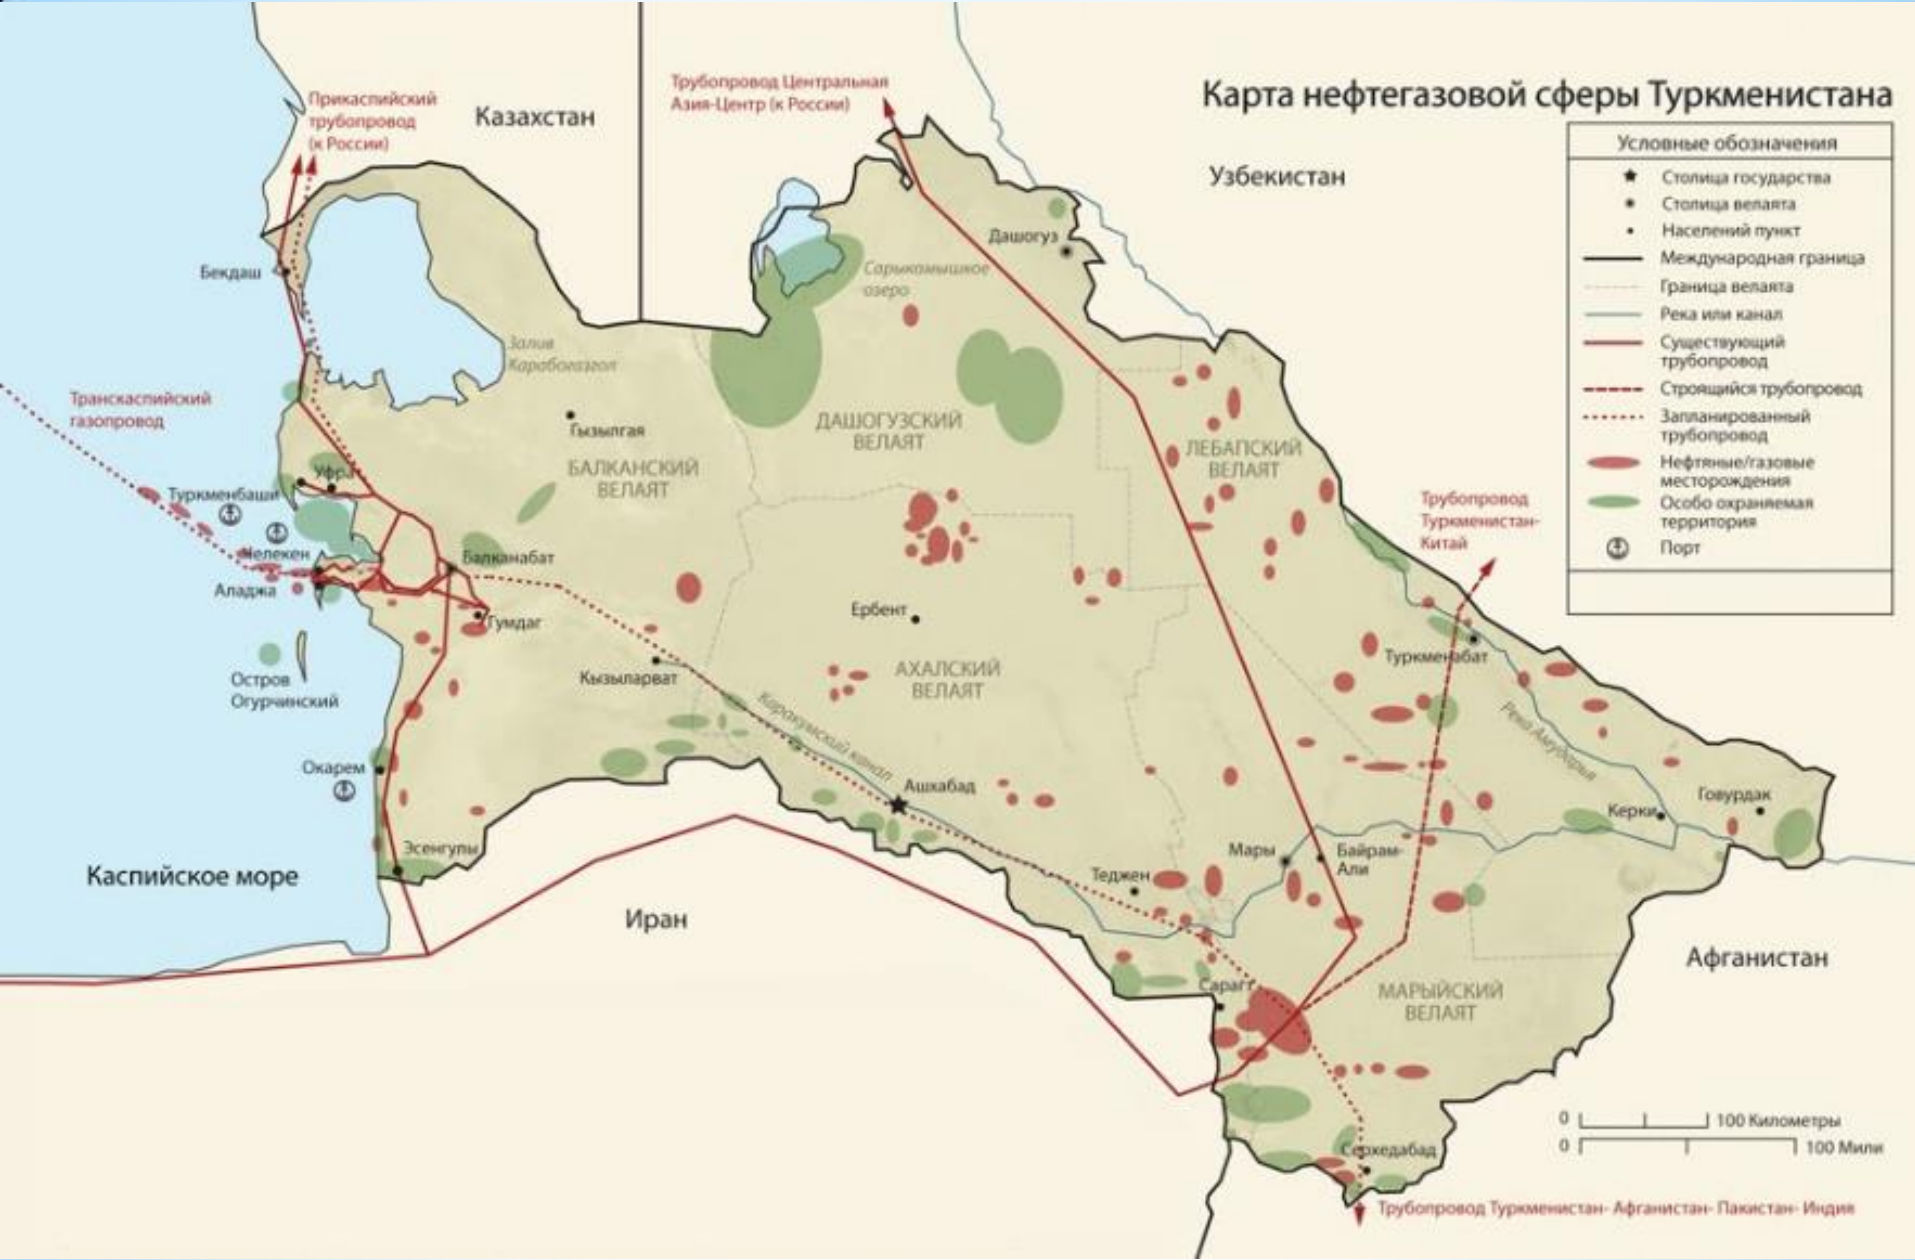 Карта нефтегазовой сферы Туркменистана
Условные обозначения
Столица государства
Столица велаята
Населений пункт
Международная граница
Граница велаята
Река или канал
Существующий
трубопровод
Строящийся трубопровод
Запланированный
трубопровод
Нефтяные/газовые
месторождения
Особо охраняемая
территория
Порт
Прикаспийский
трубопровод
(к России)
Казахстан
Трубопровод Центральная
Азия-Центр (к России)
Узбекистан
Бекдаш
Дашогуз
Сарыкамышкое
озеро
Залив
Карабогазгол
Транскаспийский
газопровод
Гызылгая
ДАШОГУЗСКИЙ
ВЕЛАЯТ
БАЛКАНСКИЙ
ВЕЛАЯТ
ЛЕБАПСКИЙ
ВЕЛАЯТ
Уфра
Туркменбаши
Трубопровод
Туркменистан-
Китай
Челекен
Балканабат
Аладжа
Гумдаг
Ербент
Туркменабат
Остров
Огурчинский
Кызыларват
АХАЛСКИЙ
ВЕЛАЯТ
Каракумский канал
Река Амударья
Окарем
Ашхабад
Керки
Говурдак
Эсенгулы
Мары
Байрам-
Али
Теджен
Каспийское море
Иран
Афганистан
Сарагт
МАРЫЙСКИЙ
ВЕЛАЯТ
0 100 Километры
0 100 Мили
Серхедабад
Трубопровод Туркменистан- Афганистан- Пакистан- Индия